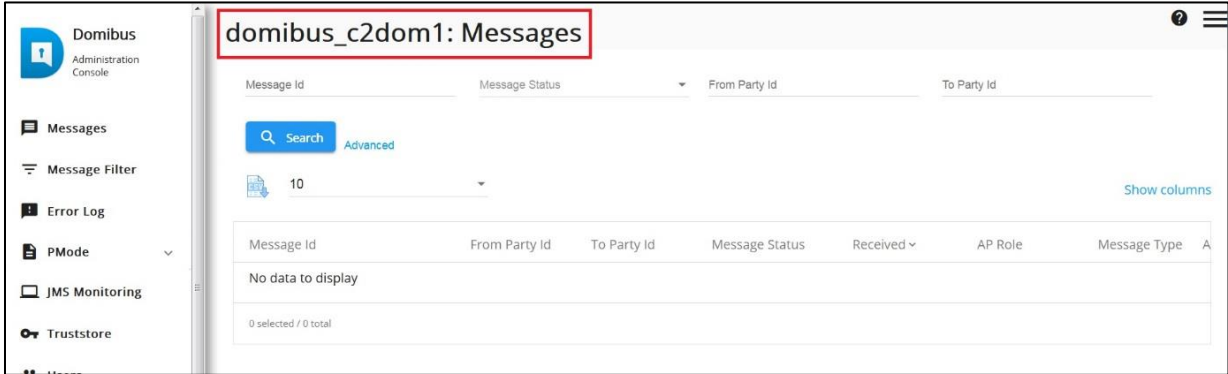 Domibus
Administration
Console
Messages
Message Filter
Error Log
PMode
JMS Monitoring
Truststore
domibus_c2dom1: Messages
Message Id Message Status From Party Id To Party Id
Search Advanced
10
Show columns
Message Id From Party Id To Party Id Message Status Received AP Role Message Type A
No data to display
0 selected / 0 total